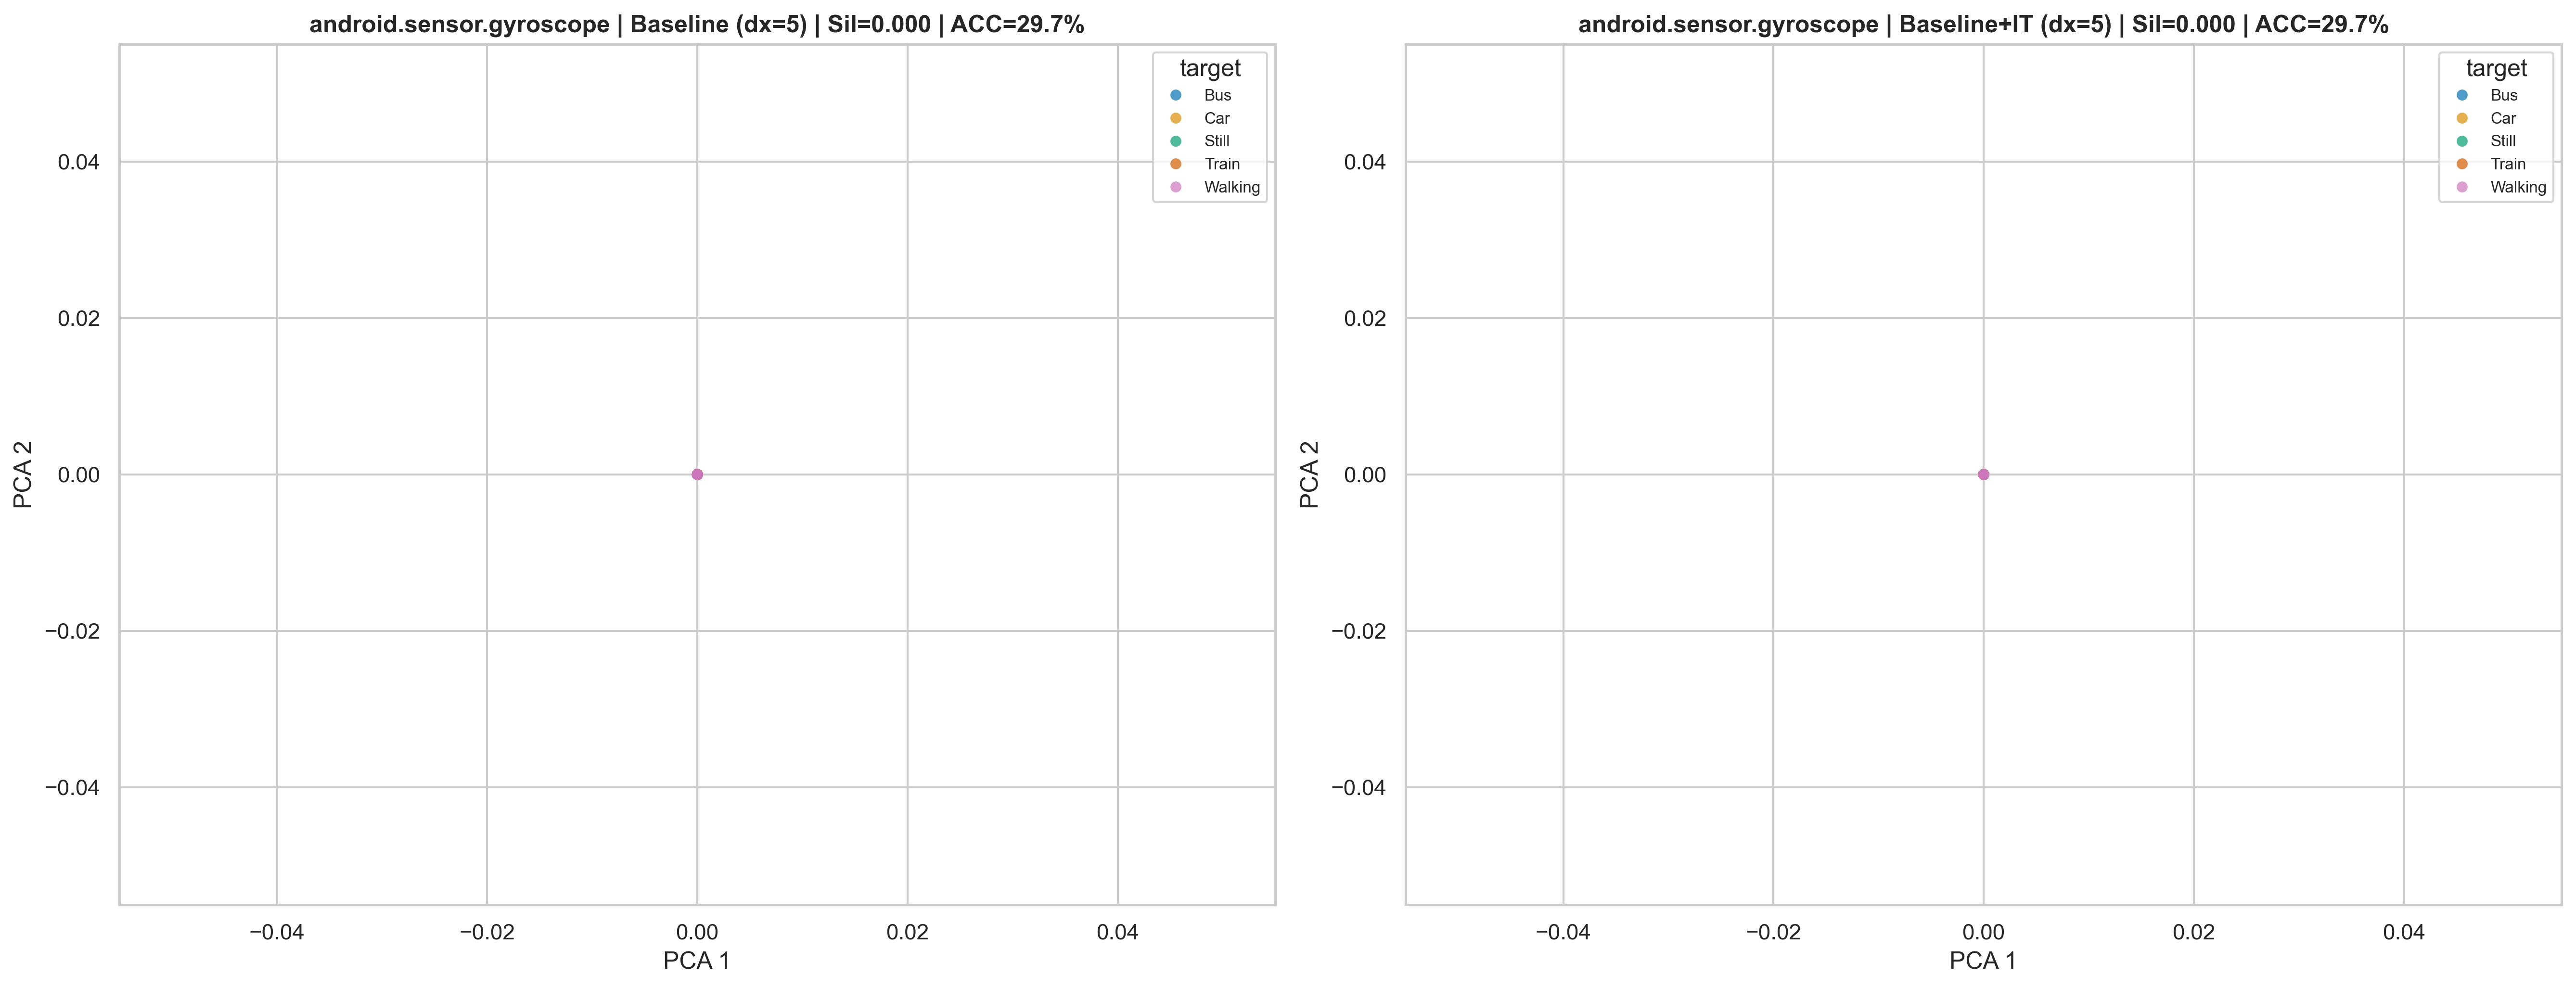 android.sensor.gyroscope | Baseline (dx=5) | Sil=0.000 | ACC=29.7%
target
Bus
Car
Still
Train
Walking
0.04
0.02
0.00
−0.02
−0.04
PCA 2
−0.04
−0.02
0.00
0.02
0.04
PCA 1
android.sensor.gyroscope | Baseline+IT (dx=5) | Sil=0.000 | ACC=29.7%
target
Bus
Car
Still
Train
Walking
0.04
0.02
0.00
−0.02
−0.04
PCA 2
−0.04
−0.02
0.00
0.02
0.04
PCA 1